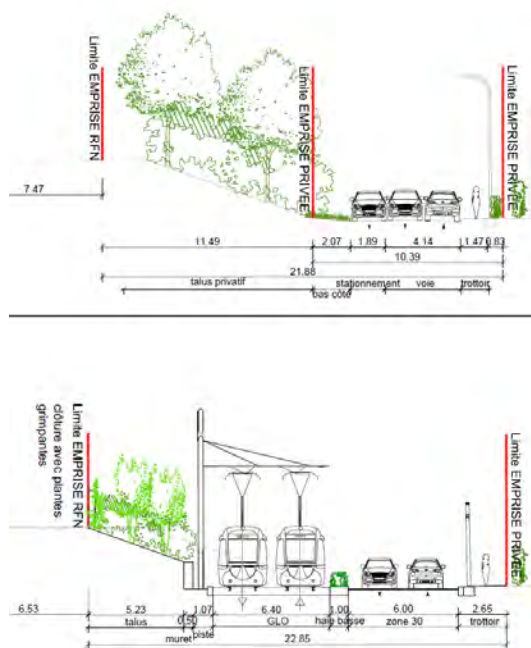 Limite EMPRISE RFN
Limite EMPRISE PRIVEE
Limite EMPRISE PRIVEE
7.47
11.49
2.07
1.89
4.14
1.47
0.83
10.39
21.88
talus privatif
stationnement
voie
trottoir
bas côté
Limite EMPRISE RFN
clôture avec plantes
grimpantes
Limite EMPRISE PRIVEE
6.53
5.23
0.50
1.07
6.40
1.00
6.00
2.65
talus
muret
piste
GLO
haie basse
zone 30
trottoir
22.85